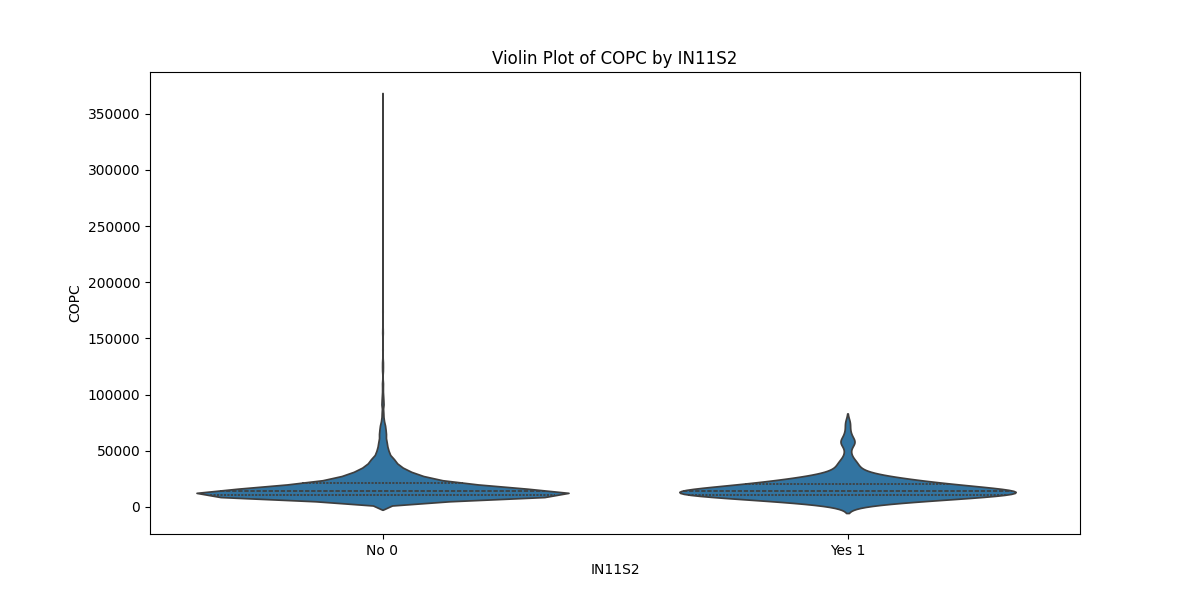 Violin Plot of COPC by IN11S2
350000
300000
250000
200000
150000
100000
50000
0
COPC
No 0
Yes 1
IN11S2